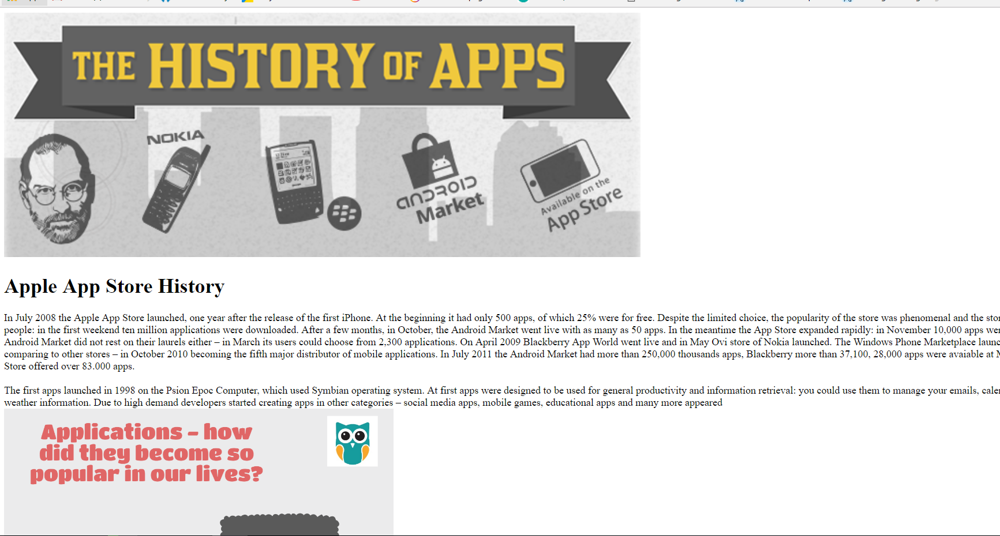 THE HISTORY OF APPS
NOKIA
ANDROID
Market
Available on the
App Store
Apple App Store History
In July 2008 the Apple App Store launched, one year after the release of the first iPhone. At the beginning it had only 500 apps, of which 25% were for free. Despite the limited choice, the popularity of the store was phenomenal and the
people: in the first weekend ten million applications were downloaded. After a few months, in October, the Android Market went live with as many as 50 apps. In the meantime the App Store expanded rapidly: in November 10,000 apps
Android Market did not rest on their laurels either – in March its users could choose from 2,300 applications. On April 2009 Blackberry App World went live and in May Ovi store of Nokia launched. The Windows Phone Marketplace
comparing to other stores – in October 2010 becoming the fifth major distributor of mobile applications. In July 2011 the Android Market had more than 250,000 thousands apps, Blackberry more than 37,100, 28,000 apps were avaiable at
Store offered over 83.000 apps.
The first apps launched in 1998 on the Psion Epoc Computer, which used Symbian operating system. At first apps were designed to be used for general productivity and information retrieval: you could use them to manage your emails,
weather information. Due to high demand developers started creating apps in other categories – social media apps, mobile games, educational apps and many more appeared
Applications – how
did they become so
popular in our lives?